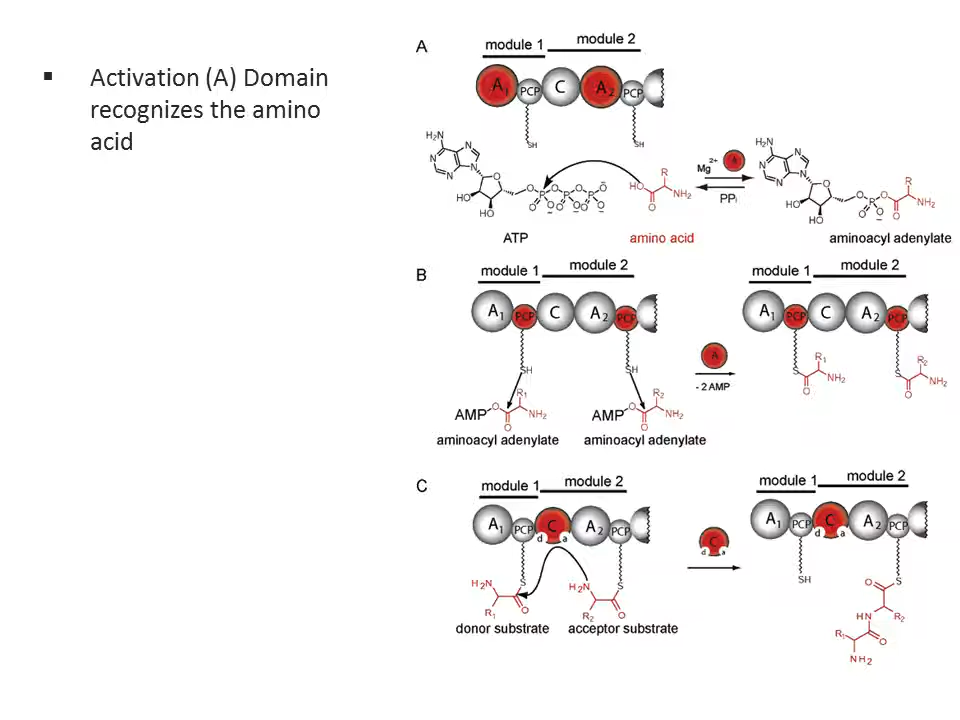 ▪ Activation (A) Domain
recognizes the amino
acid
A
module 1 module 2
A1 PCP C A2 PCP
SH SH
H2N N N N N O O O P O P O P O HO OH O O O HO R O NH2 Mg2+ A PPi H2N N N N N O O P O R O NH2 HO OH O
ATP amino acid aminoacyl adenylate
B
module 1 module 2 module 1 module 2
A1 PCP C A2 PCP A1 PCP C A2 PCP
SH SH A S R1 NH2 O S R2 NH2 O
- 2 AMP
AMP O R1 NH2 O AMP O R2 NH2 O
aminoacyl adenylate aminoacyl adenylate
C
module 1 module 2 module 1 module 2
A1 PCP C A2 PCP C A1 PCP C A2 PCP
d a d a d a
S S SH S
H2N R1 O H2N R2 O O R2 HN R1 O NH2
donor substrate acceptor substrate